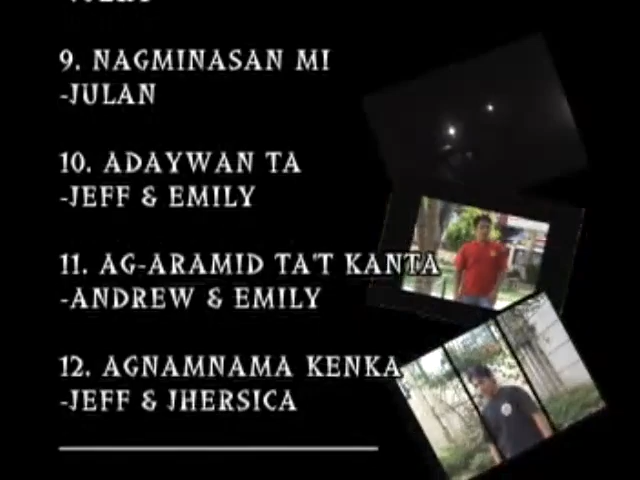 9. NAGMINASAN MI
-JULAN
10. ADAYWAN TA
-JEFF & EMILY
11. AG-ARAMID TA'T KANTA
-ANDREW & EMILY
12. AGNAMNAMA KENKA
-JEFF & JHERSICA